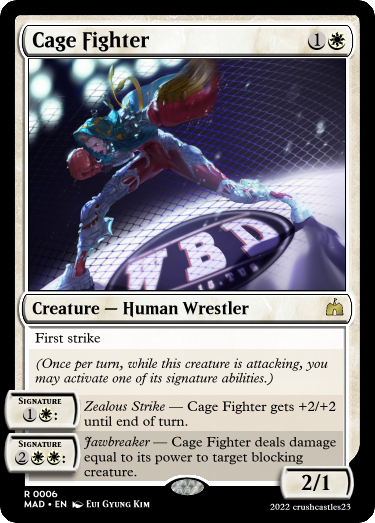 Cage Fighter 1
WBD
Creature — Human Wrestler
First strike
(Once per turn, while this creature is attacking, you
may activate one of its signature abilities.)
SIGNATURE
1 :
Zealous Strike — Cage Fighter gets +2/+2
until end of turn.
SIGNATURE
2 :
Jawbreaker — Cage Fighter deals damage
equal to its power to target blocking
creature.
2/1
R 0006
MAD • EN EUI GYUNG KIM
2022 crushcastles23